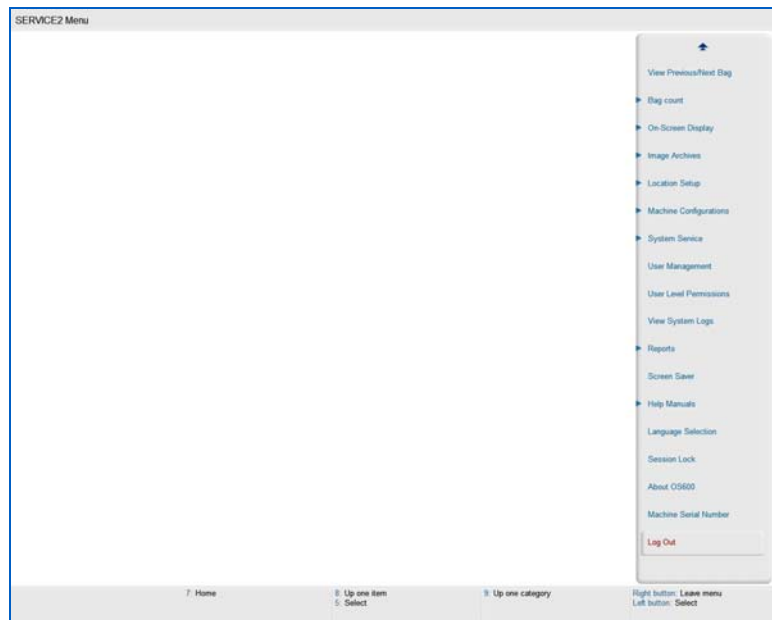 SERVICE2 Menu
View Previous/Next Bag
Bag count
On-Screen Display
Image Archives
Location Setup
Machine Configurations
System Service
User Management
User Level Permissions
View System Logs
Reports
Screen Saver
Help Manuals
Language Selection
Session Lock
About OS600
Machine Serial Number
Log Out
7: Home
8: Up one item
5: Select
9: Up one category
Right button: Leave menu
Left button: Select